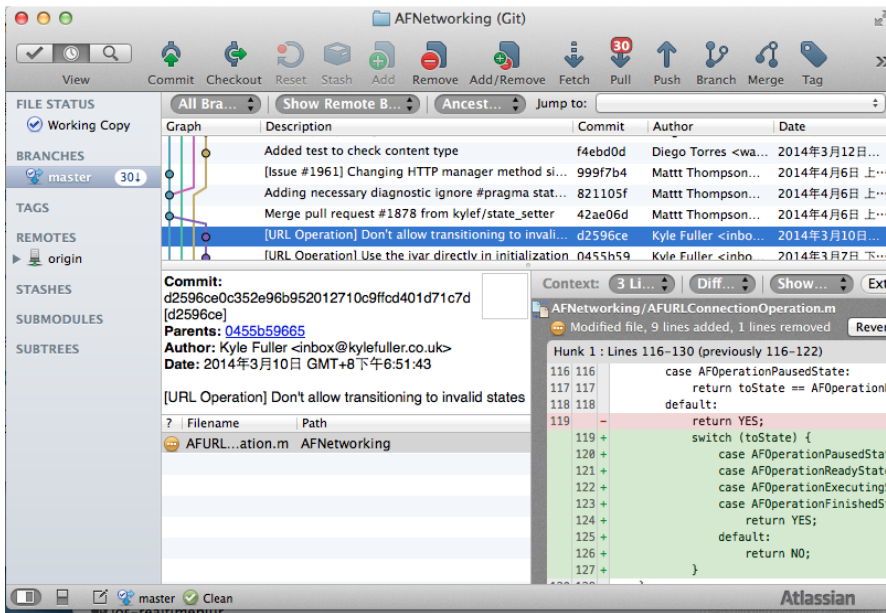 AFNetworking (Git)
View Commit Checkout Reset Stash Add Remove Add/Remove Fetch 30 Pull Push Branch Merge Tag
FILE STATUS
Working Copy
BRANCHES
master 30↓
TAGS
REMOTES
origin
STASHES
SUBMODULES
SUBTREES
All Bra... Show Remote B... Ancest... Jump to:
Graph Description Commit Author Date
Added test to check content type f4ebd0d Diego Torres <wa... 2014年3月12日...
[Issue #1961] Changing HTTP manager method si... 999f7b4 Mattt Thompson... 2014年4月6日 上...
Adding necessary diagnostic ignore #pragma stat... 821105f Mattt Thompson... 2014年4月6日 上...
Merge pull request #1878 from kylef/state_setter 42ae06d Mattt Thompson... 2014年4月6日 上...
[URL Operation] Don't allow transitioning to invali... d2596ce Kyle Fuller <inbo... 2014年3月10日...
[URL Operation] Use the ivar directly in initialization 0455b59 Kyle Fuller <inbo... 2014年3月7日 下...
Commit:
d2596ce0c352e96b952012710c9ffcd401d71c7d
[d2596ce]
Parents: 0455b59665
Author: Kyle Fuller <inbox@kylefuller.co.uk>
Date: 2014年3月10日 GMT+8下午6:51:43
[URL Operation] Don't allow transitioning to invalid states
? Filename Path
AFURL...ation.m AFNetworking
Context: 3 Li... Diff... Show... Ext
AFNetworking/AFURLConnectionOperation.m
Modified file, 9 lines added, 1 lines removed Rever
Hunk 1 : Lines 116-130 (previously 116-122)
116 116 case AFOperationPausedState:
117 117 return toState == AFOperation
118 118 default:
119 - return YES;
119 + switch (toState) {
120 + case AFOperationPausedSta
121 + case AFOperationReadyState
122 + case AFOperationExecuting
123 + case AFOperationFinishedS
124 + return YES;
125 + default:
126 + return NO;
127 + }
master Clean
Atlassian